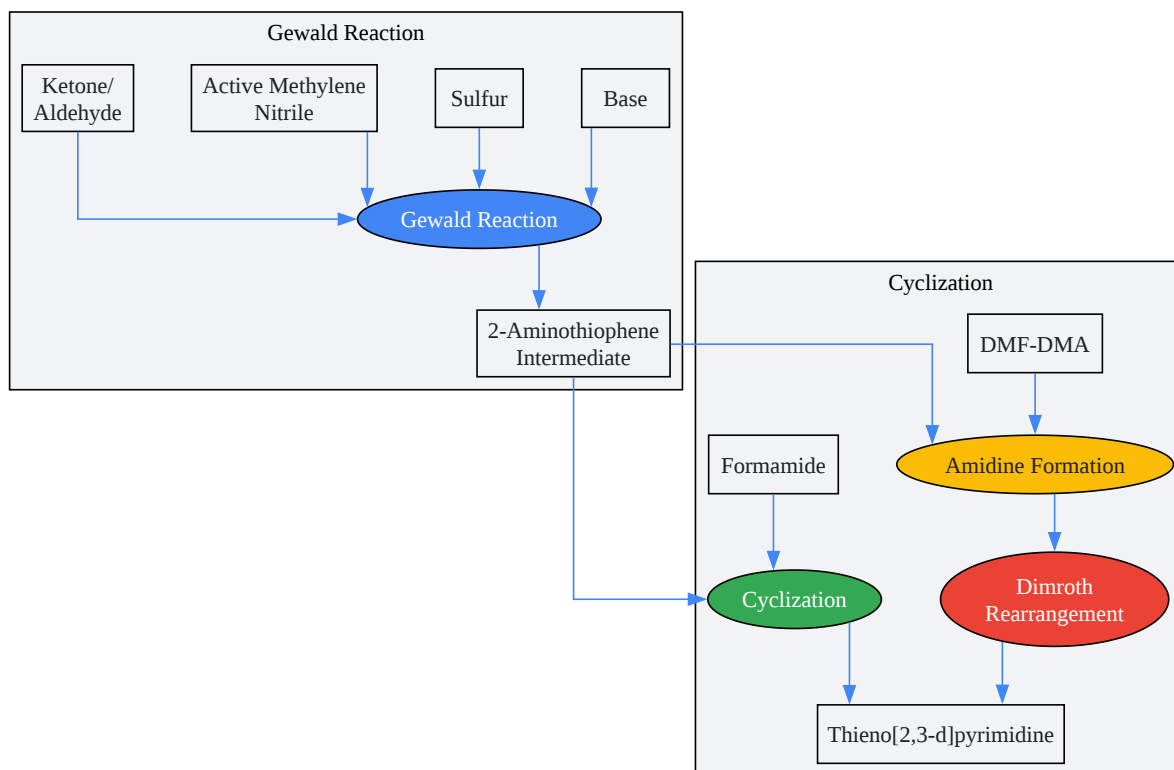 Gewald Reaction
Ketone/
Aldehyde
Active Methylene
Nitrile
Sulfur
Base
Gewald Reaction
2-Aminothiophene
Intermediate
Cyclization
DMF-DMA
Formamide
Amidine Formation
Cyclization
Dimroth
Rearrangement
Thieno[2,3-d]pyrimidine